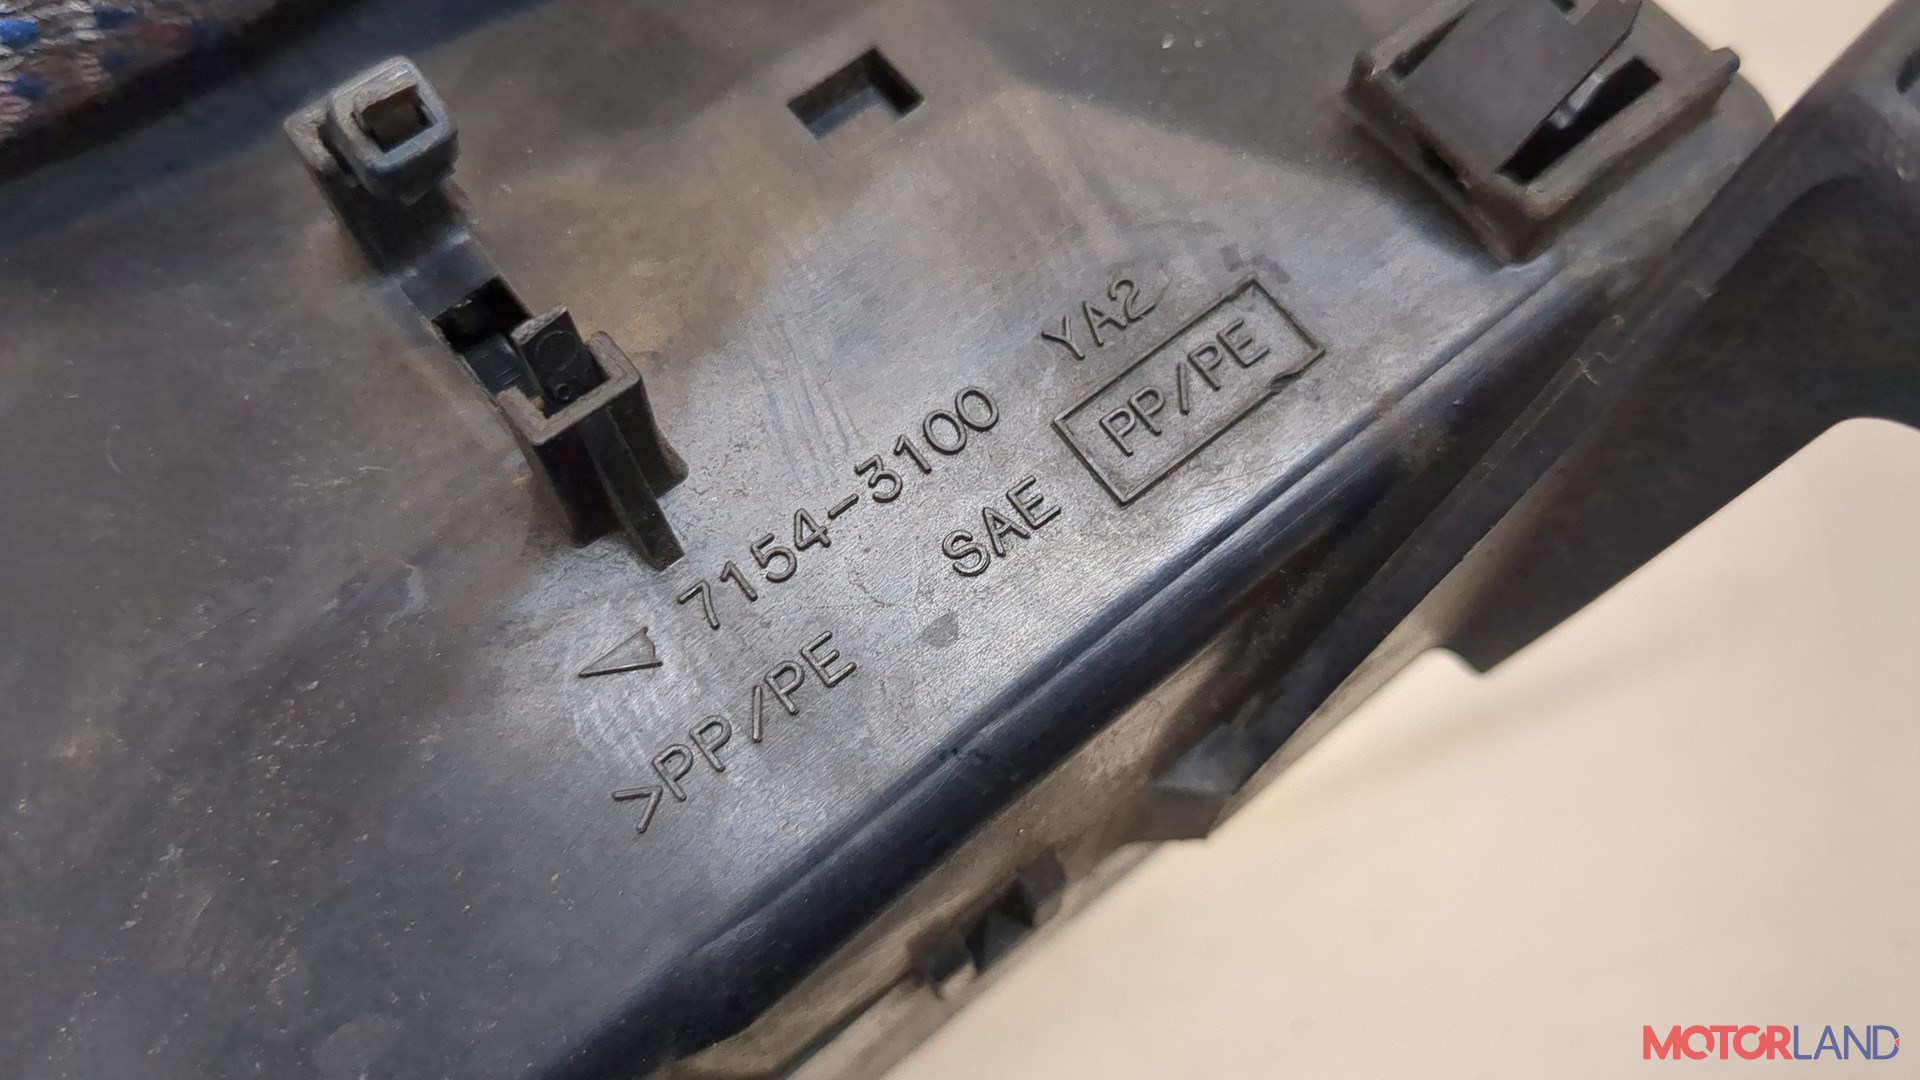 7154-3100 YA2
>PP/PE SAE PP/PE
MOTORLAND